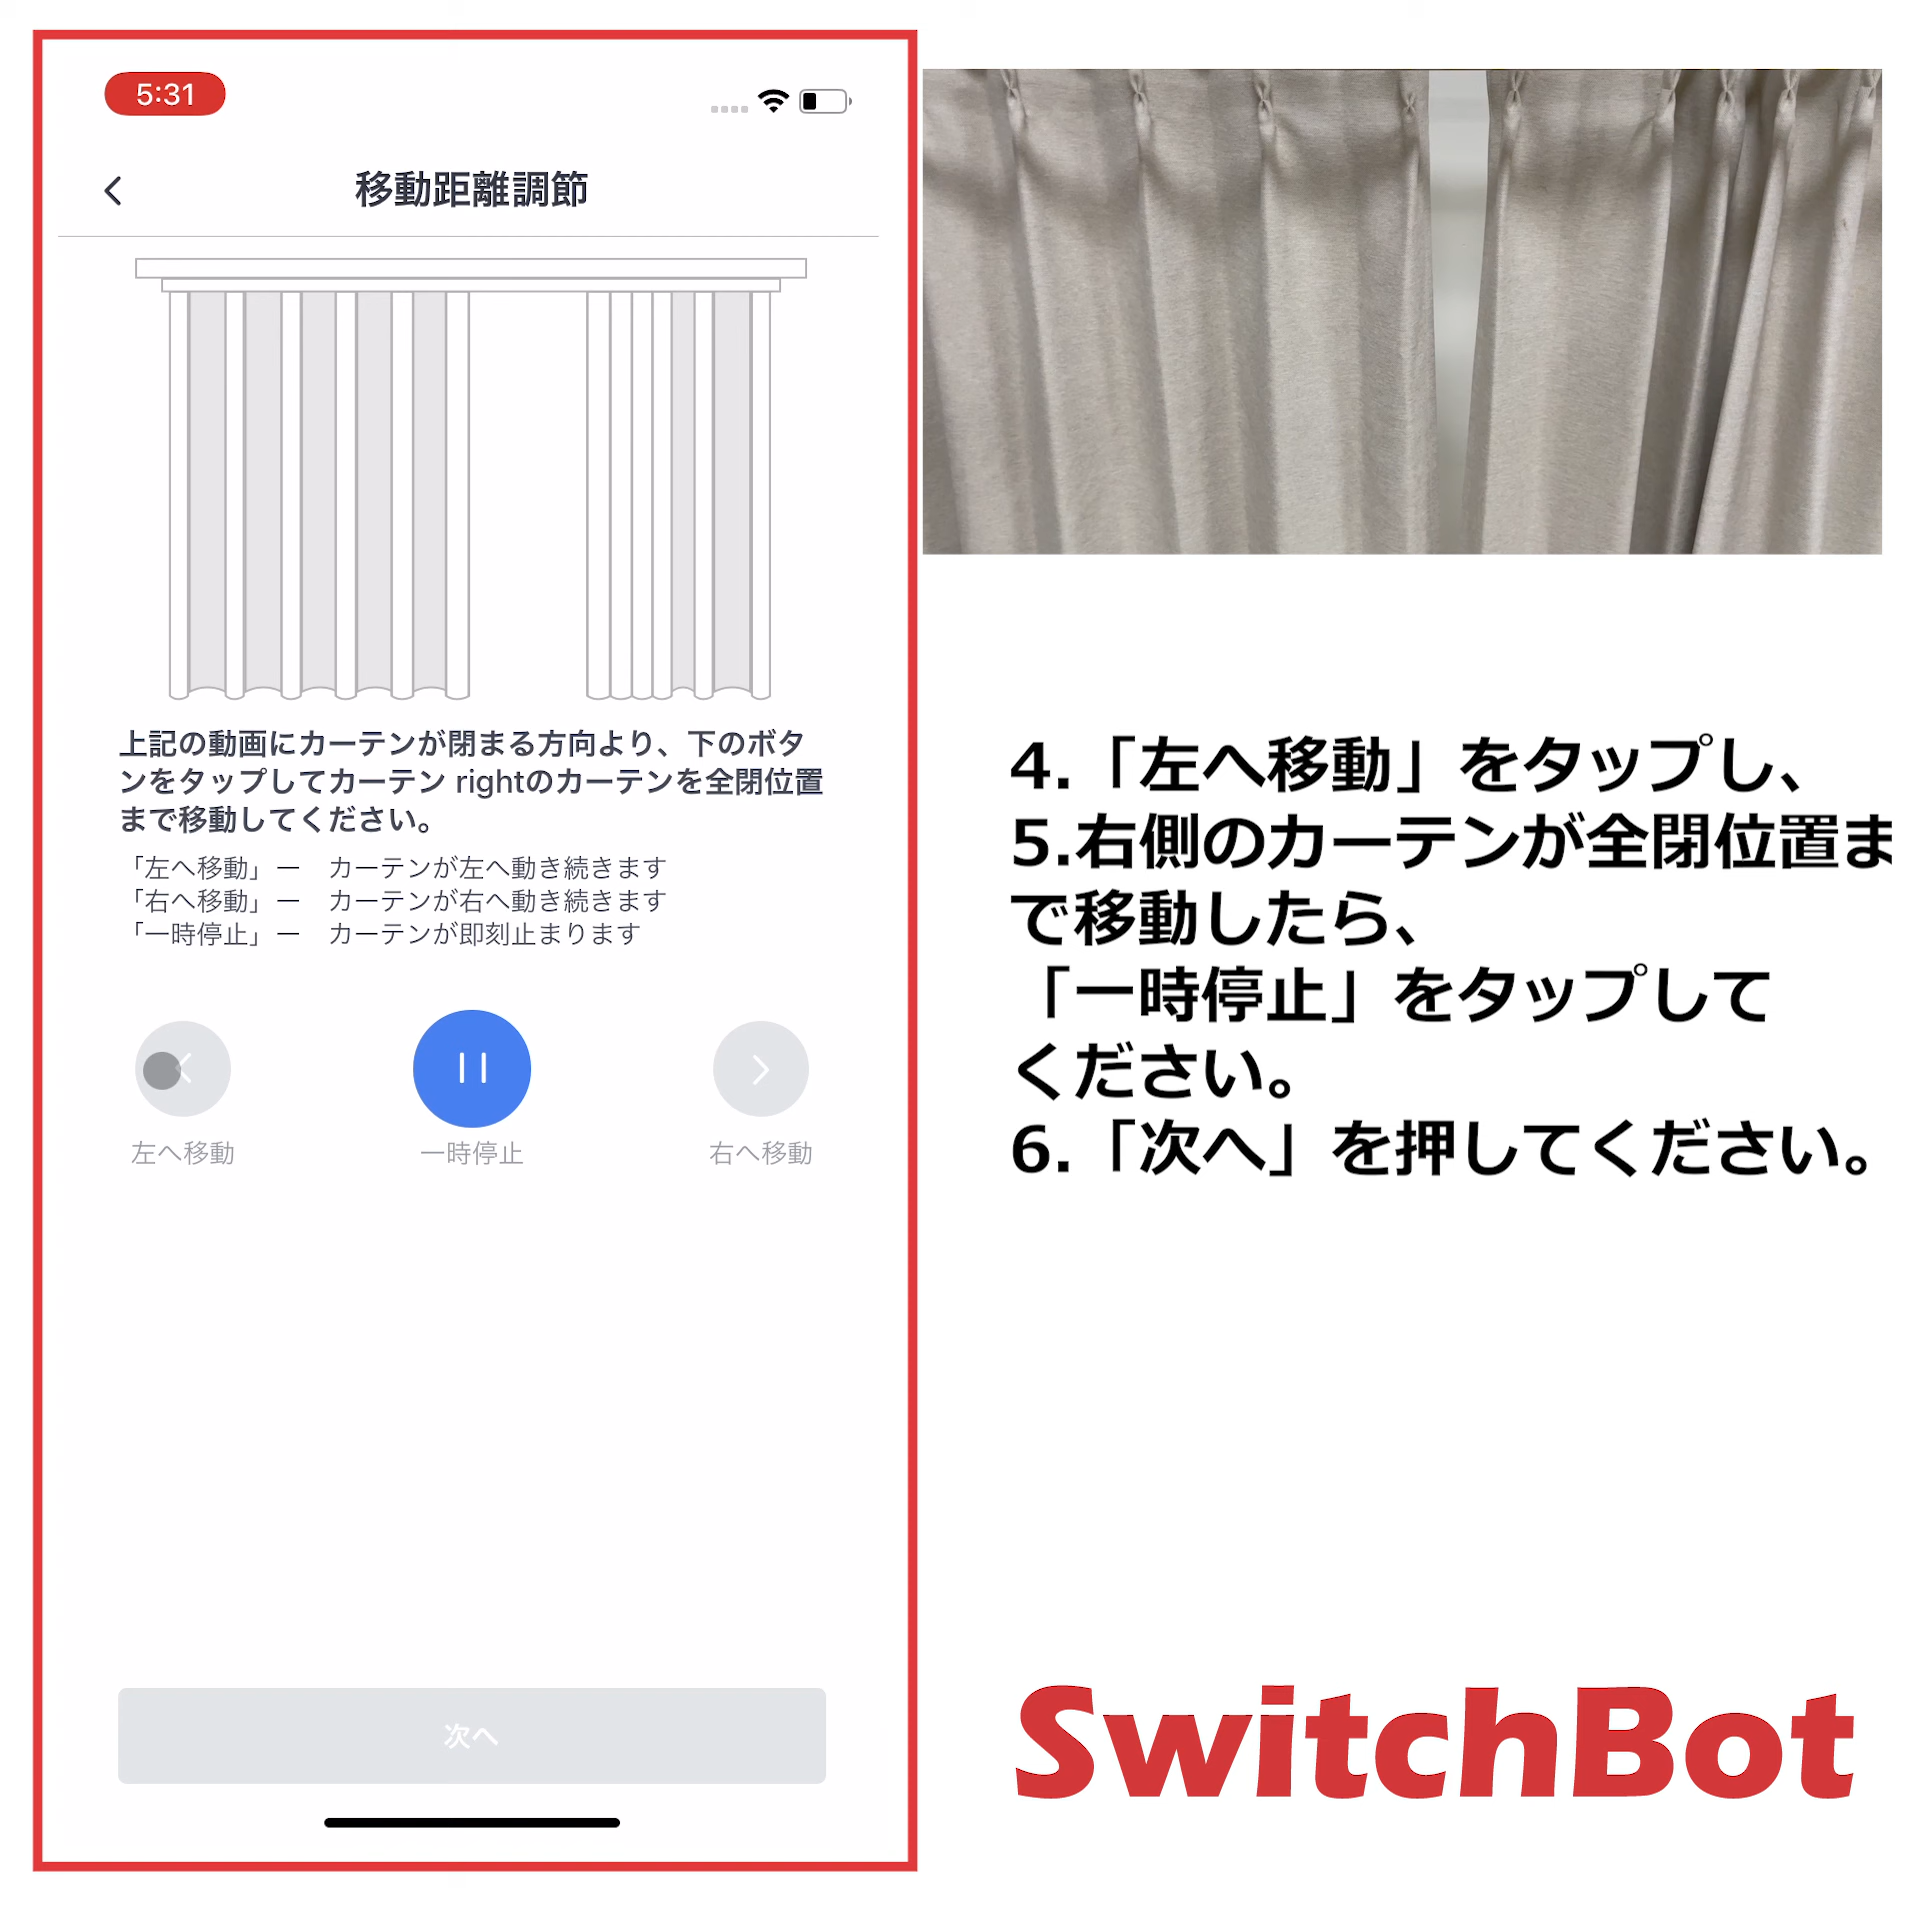 5:31
移動距離調節
上記の動画にカーテンが閉まる方向より、下のボタ
ンをタップしてカーテン rightのカーテンを全閉位置
まで移動してください。
「左へ移動」ー　カーテンが左へ動き続きます
「右へ移動」ー　カーテンが右へ動き続きます
「一時停止」ー　カーテンが即刻止まります
左へ移動
一時停止
右へ移動
次へ
4.「左へ移動」をタップし、
5.右側のカーテンが全閉位置ま
で移動したら、
「一時停止」をタップして
ください。
6.「次へ」を押してください。
SwitchBot